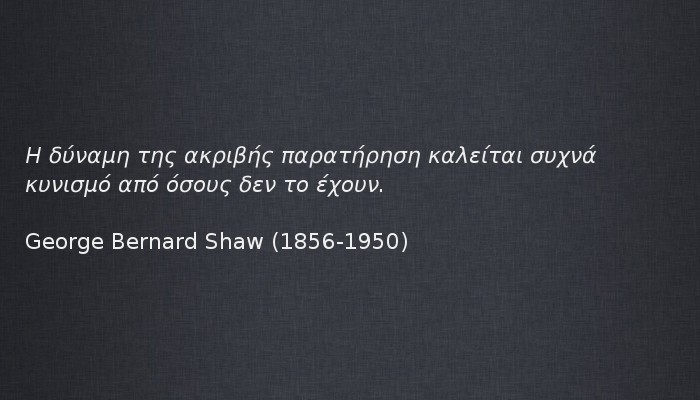 Η δύναμη της ακριβής παρατήρηση καλείται συχνά
κυνισμό από όσους δεν το έχουν.
George Bernard Shaw (1856-1950)